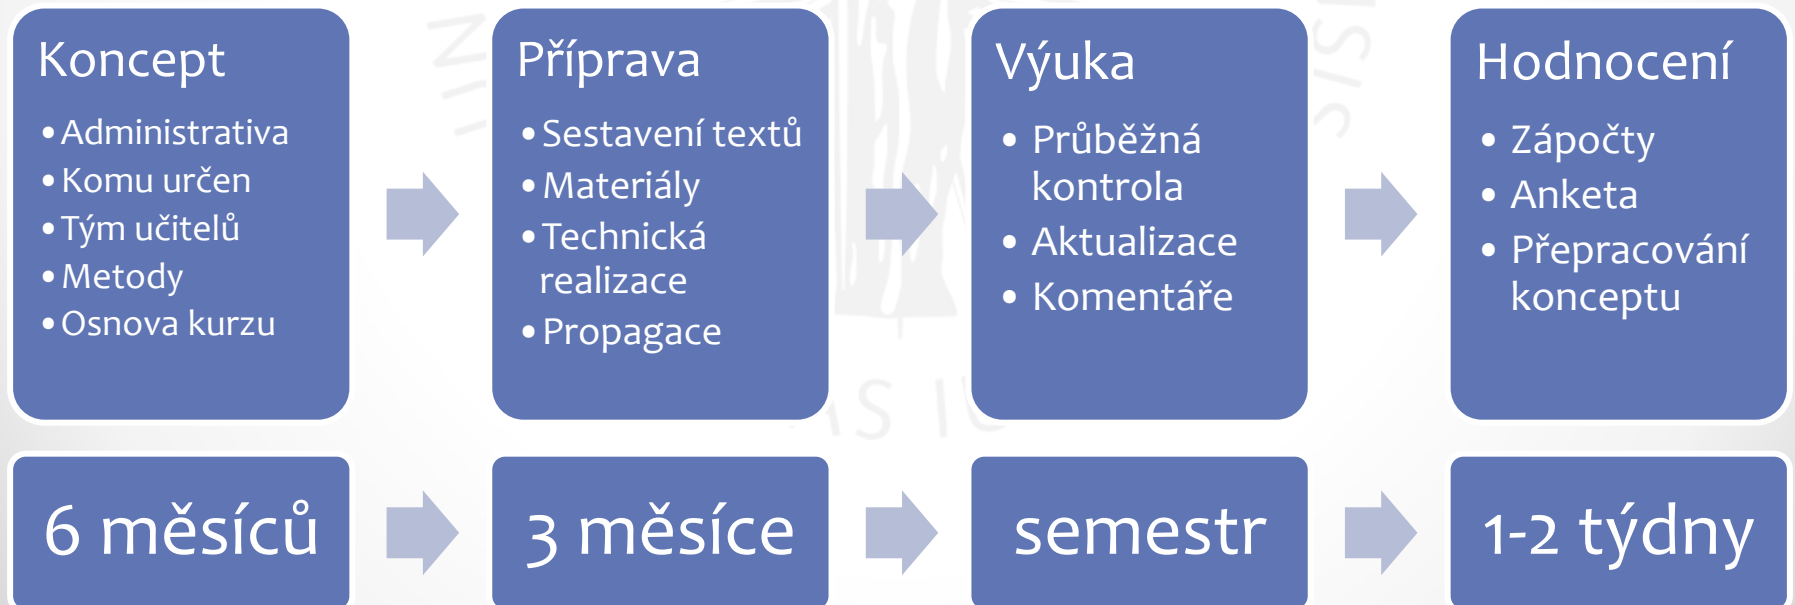 Koncept
•Administrativa
•Komu určen
•Tým učitelů
•Metody
•Osnova kurzu
Příprava
•Sestavení textů
•Materiály
•Technická
realizace
•Propagace
Výuka
• Průběžná
kontrola
• Aktualizace
• Komentáře
Hodnocení
• Zápočty
• Anketa
• Přepracování
konceptu
6 měsíců
3 měsíce
semestr
1-2 týdny